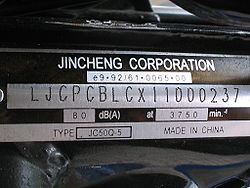 JINCHENG CORPORATION
e9·92/61·0065·00
LJCPCBLCX11000237
80 dB(A) at 3750 min.⁻¹
TYPE JC50Q-5 MADE IN CHINA